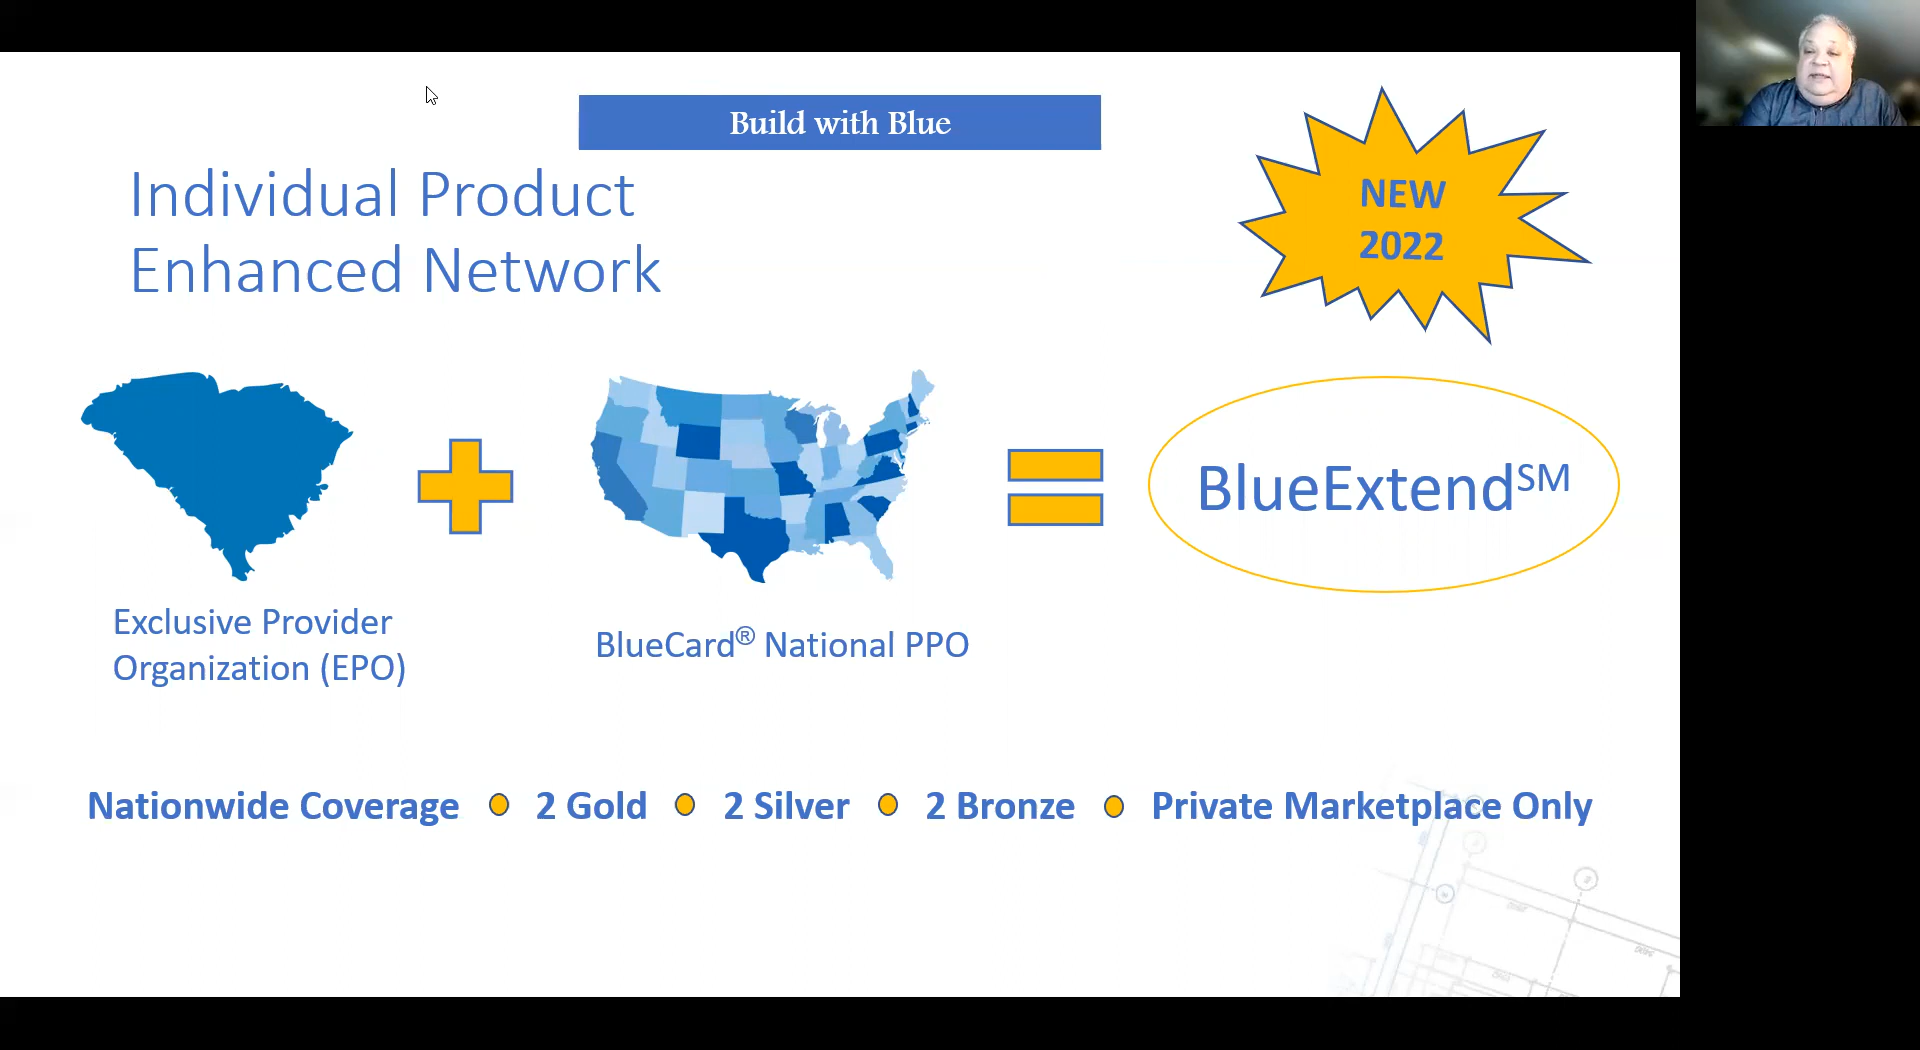 Build with Blue
Individual Product
Enhanced Network
NEW
2022
BlueExtend℠
Exclusive Provider
Organization (EPO)
BlueCard® National PPO
Nationwide Coverage • 2 Gold • 2 Silver • 2 Bronze • Private Marketplace Only